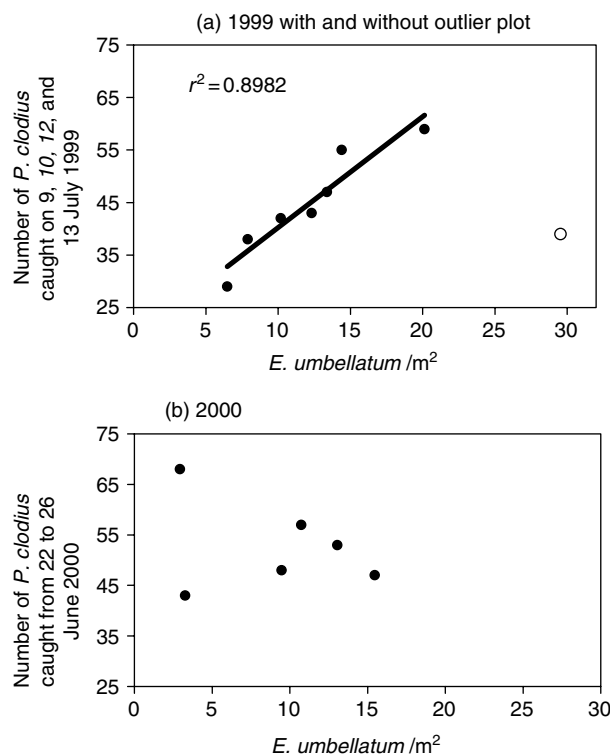 (a) 1999 with and without outlier plot
r² = 0.8982
Number of P. clodius
caught on 9, 10, 12, and
13 July 1999
75
65
55
45
35
25
0 5 10 15 20 25 30
E. umbellatum /m²
(b) 2000
Number of P. clodius
caught from 22 to 26
June 2000
75
65
55
45
35
25
0 5 10 15 20 25 30
E. umbellatum /m²